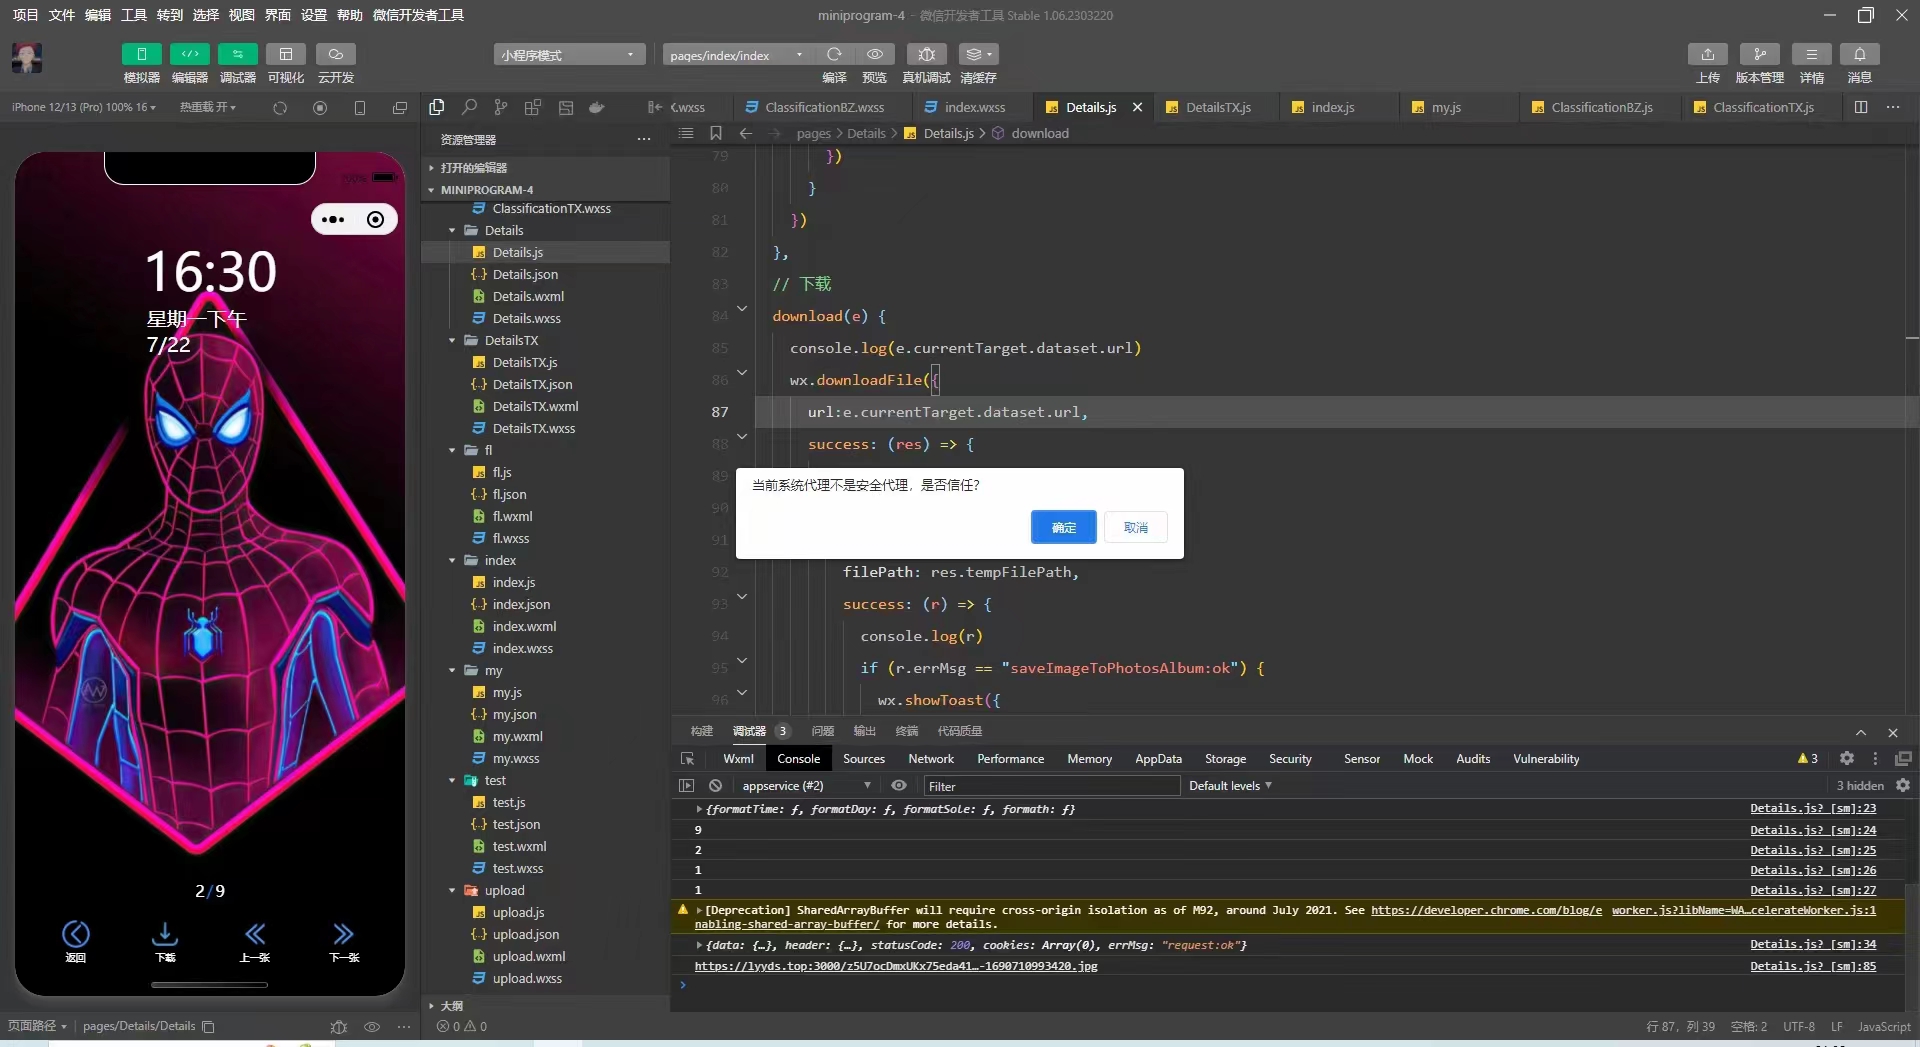 项目 文件 编辑 工具 转到 选择 视图 界面 设置 帮助 微信开发者工具
miniprogram-4 - 微信开发者工具 Stable 1.06.2303220
模拟器 编辑器 调试器 可视化 云开发
小程序模式
pages/index/index
编译 预览 真机调试 清缓存
上传 版本管理 详情 消息
iPhone 12/13 (Pro) 100% 16
热重载 开
16:30
星期一下午
7/22
2/9
返回 下载 上一张 下一张
页面路径 pages/Details/Details
资源管理器
打开的编辑器
MINIPROGRAM-4
ClassificationTX.wxss
Details
Details.js
Details.json
Details.wxml
Details.wxss
DetailsTX
DetailsTX.js
DetailsTX.json
DetailsTX.wxml
DetailsTX.wxss
fl
fl.js
fl.json
fl.wxml
fl.wxss
index
index.js
index.json
index.wxml
index.wxss
my
my.js
my.json
my.wxml
my.wxss
test
test.js
test.json
test.wxml
test.wxss
upload
upload.js
upload.json
upload.wxml
upload.wxss
大纲
0 0
.wxss ClassificationBZ.wxss index.wxss Details.js DetailsTX.js index.js my.js ClassificationBZ.js ClassificationTX.js
pages > Details > Details.js > download
79 })
80 }
81 })
82 },
83 // 下载
84 download(e) {
85 console.log(e.currentTarget.dataset.url)
86 wx.downloadFile({
87 url:e.currentTarget.dataset.url,
88 success: (res) => {
89
90
91
当前系统代理不是安全代理，是否信任?
确定 取消
92 filePath: res.tempFilePath,
93 success: (r) => {
94 console.log(r)
95 if (r.errMsg == "saveImageToPhotosAlbum:ok") {
96 wx.showToast({
构建 调试器 3 问题 输出 终端 代码质量
Wxml Console Sources Network Performance Memory AppData Storage Security Sensor Mock Audits Vulnerability 3
appservice (#2) Filter Default levels 3 hidden
{formatTime: ƒ, formatDay: ƒ, formatSole: ƒ, formath: ƒ} Details.js? [sm]:23
9 Details.js? [sm]:24
2 Details.js? [sm]:25
1 Details.js? [sm]:26
1 Details.js? [sm]:27
[Deprecation] SharedArrayBuffer will require cross-origin isolation as of M92, around July 2021. See https://developer.chrome.com/blog/e worker.js?libName=WA…celerateWorker.js:1
nabling-shared-array-buffer/ for more details.
{data: {…}, header: {…}, statusCode: 200, cookies: Array(0), errMsg: "request:ok"} Details.js? [sm]:34
https://lyyds.top:3000/z5U7ocDmxUKx75eda41…-1690710993420.jpg Details.js? [sm]:85
行 87，列 39 空格: 2 UTF-8 LF JavaScript